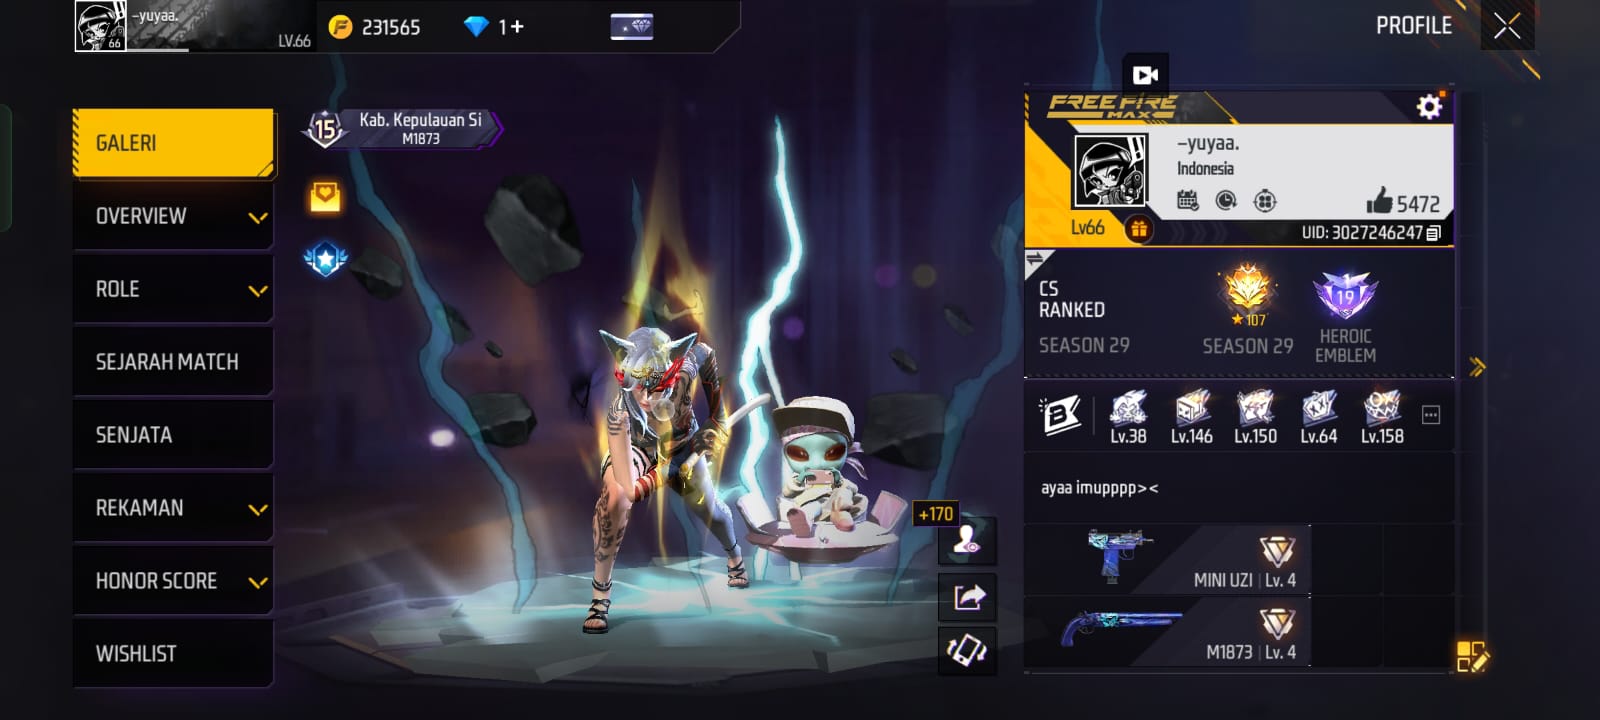 -yuyaa.
66
LV.66
231565
1+
PROFILE
GALERI
OVERVIEW
ROLE
SEJARAH MATCH
SENJATA
REKAMAN
HONOR SCORE
WISHLIST
15
Kab. Kepulauan Si
M1873
+170
FREE FIRE
MAX
-yuyaa.
Indonesia
5472
Lv66
UID: 3027246247
CS
RANKED
SEASON 29
★107
SEASON 29
19
HEROIC
EMBLEM
B
Lv.38
Lv.146
Lv.150
Lv.64
Lv.158
ayaa imupppp><
MINI UZI | Lv. 4
M1873 | Lv. 4